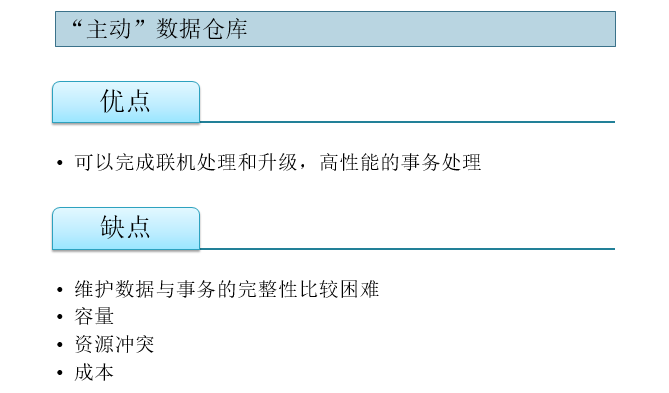 “主动”数据仓库
优点
• 可以完成联机处理和升级，高性能的事务处理
缺点
• 维护数据与事务的完整性比较困难
• 容量
• 资源冲突
• 成本